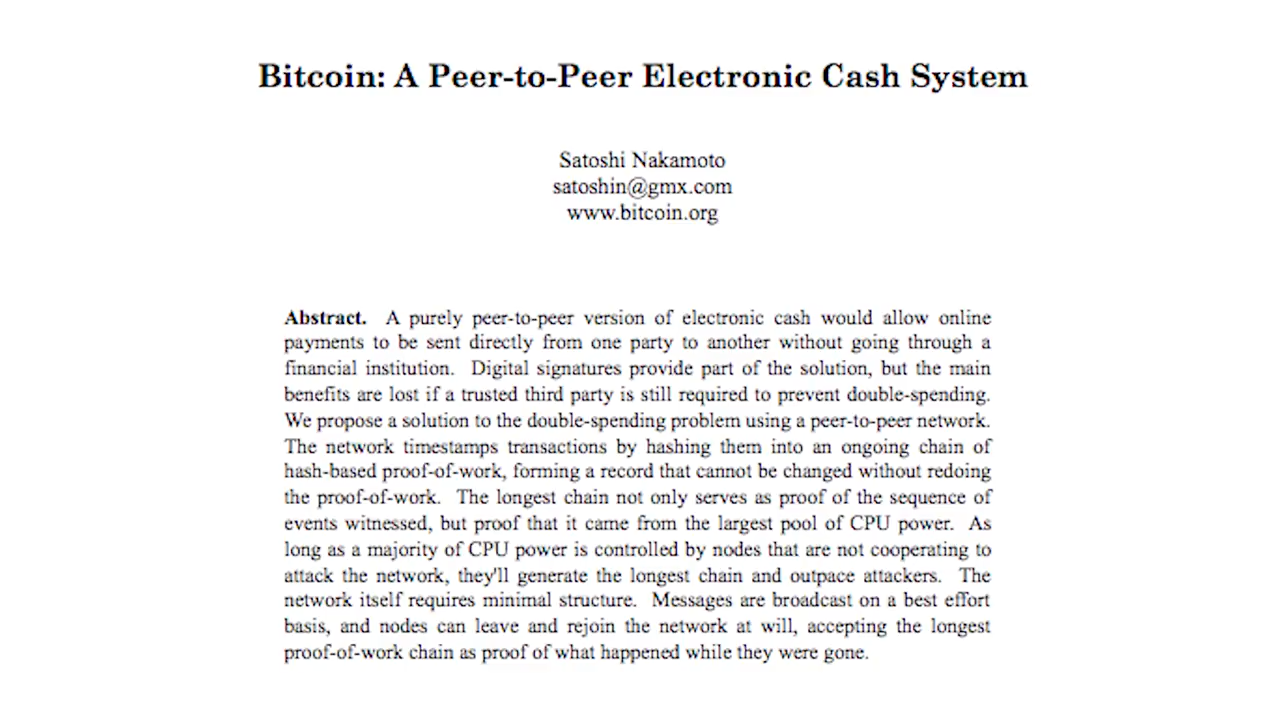 Bitcoin: A Peer-to-Peer Electronic Cash System
Satoshi Nakamoto
satoshin@gmx.com
www.bitcoin.org
Abstract. A purely peer-to-peer version of electronic cash would allow online
payments to be sent directly from one party to another without going through a
financial institution. Digital signatures provide part of the solution, but the main
benefits are lost if a trusted third party is still required to prevent double-spending.
We propose a solution to the double-spending problem using a peer-to-peer network.
The network timestamps transactions by hashing them into an ongoing chain of
hash-based proof-of-work, forming a record that cannot be changed without redoing
the proof-of-work. The longest chain not only serves as proof of the sequence of
events witnessed, but proof that it came from the largest pool of CPU power. As
long as a majority of CPU power is controlled by nodes that are not cooperating to
attack the network, they'll generate the longest chain and outpace attackers. The
network itself requires minimal structure. Messages are broadcast on a best effort
basis, and nodes can leave and rejoin the network at will, accepting the longest
proof-of-work chain as proof of what happened while they were gone.